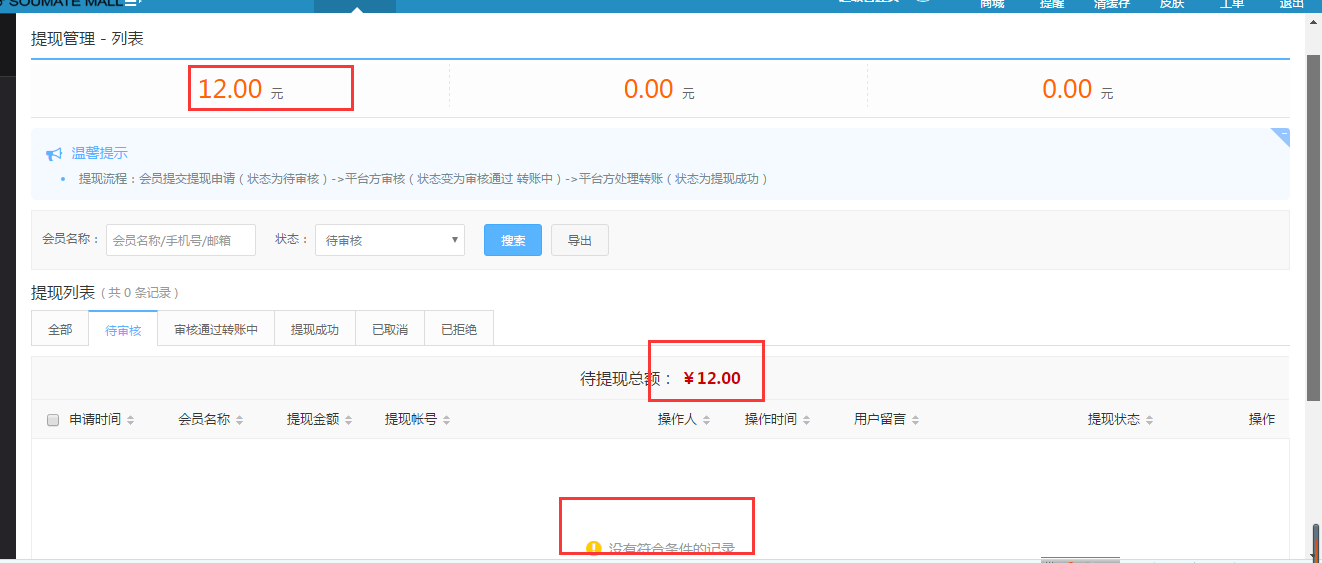 SOUMATE MALL
商城 提醒 清缓存 皮肤 工单 退出
提现管理 - 列表
12.00 元 0.00 元 0.00 元
温馨提示
提现流程：会员提交提现申请（状态为待审核）->平台方审核（状态变为审核通过 转账中）->平台方处理转账（状态为提现成功）
会员名称： 会员名称/手机号/邮箱 状态： 待审核 搜索 导出
提现列表 （共 0 条记录）
全部 待审核 审核通过转账中 提现成功 已取消 已拒绝
待提现总额： ¥12.00
申请时间 会员名称 提现金额 提现帐号 操作人 操作时间 用户留言 提现状态 操作
没有符合条件的记录